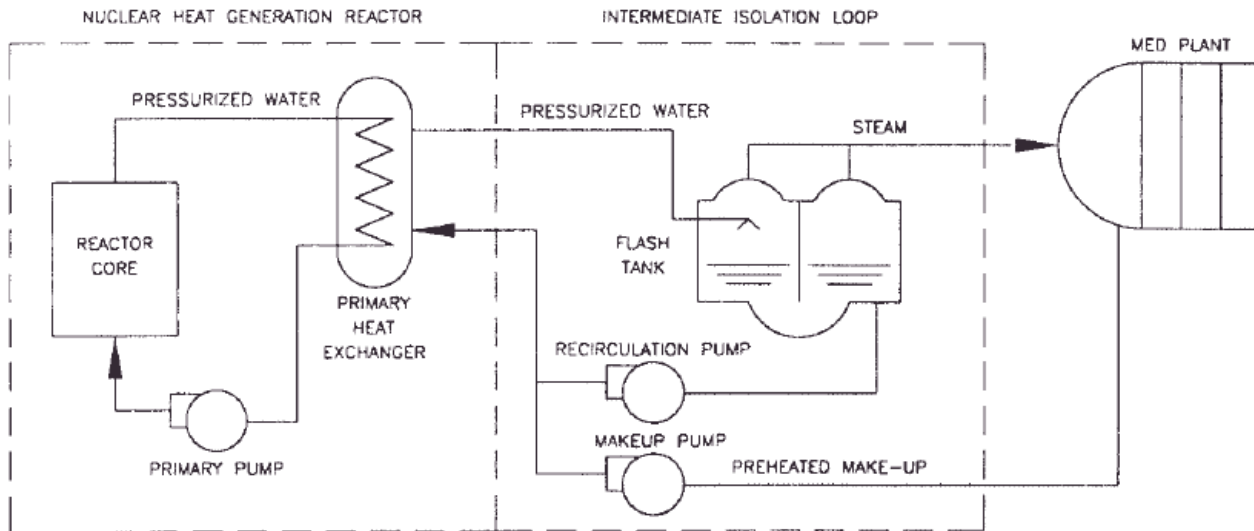 NUCLEAR HEAT GENERATION REACTOR
INTERMEDIATE ISOLATION LOOP
MED PLANT
PRESSURIZED WATER
PRESSURIZED WATER
STEAM
REACTOR
CORE
FLASH
TANK
PRIMARY
HEAT
EXCHANGER
RECIRCULATION PUMP
MAKEUP PUMP
PRIMARY PUMP
PREHEATED MAKE-UP